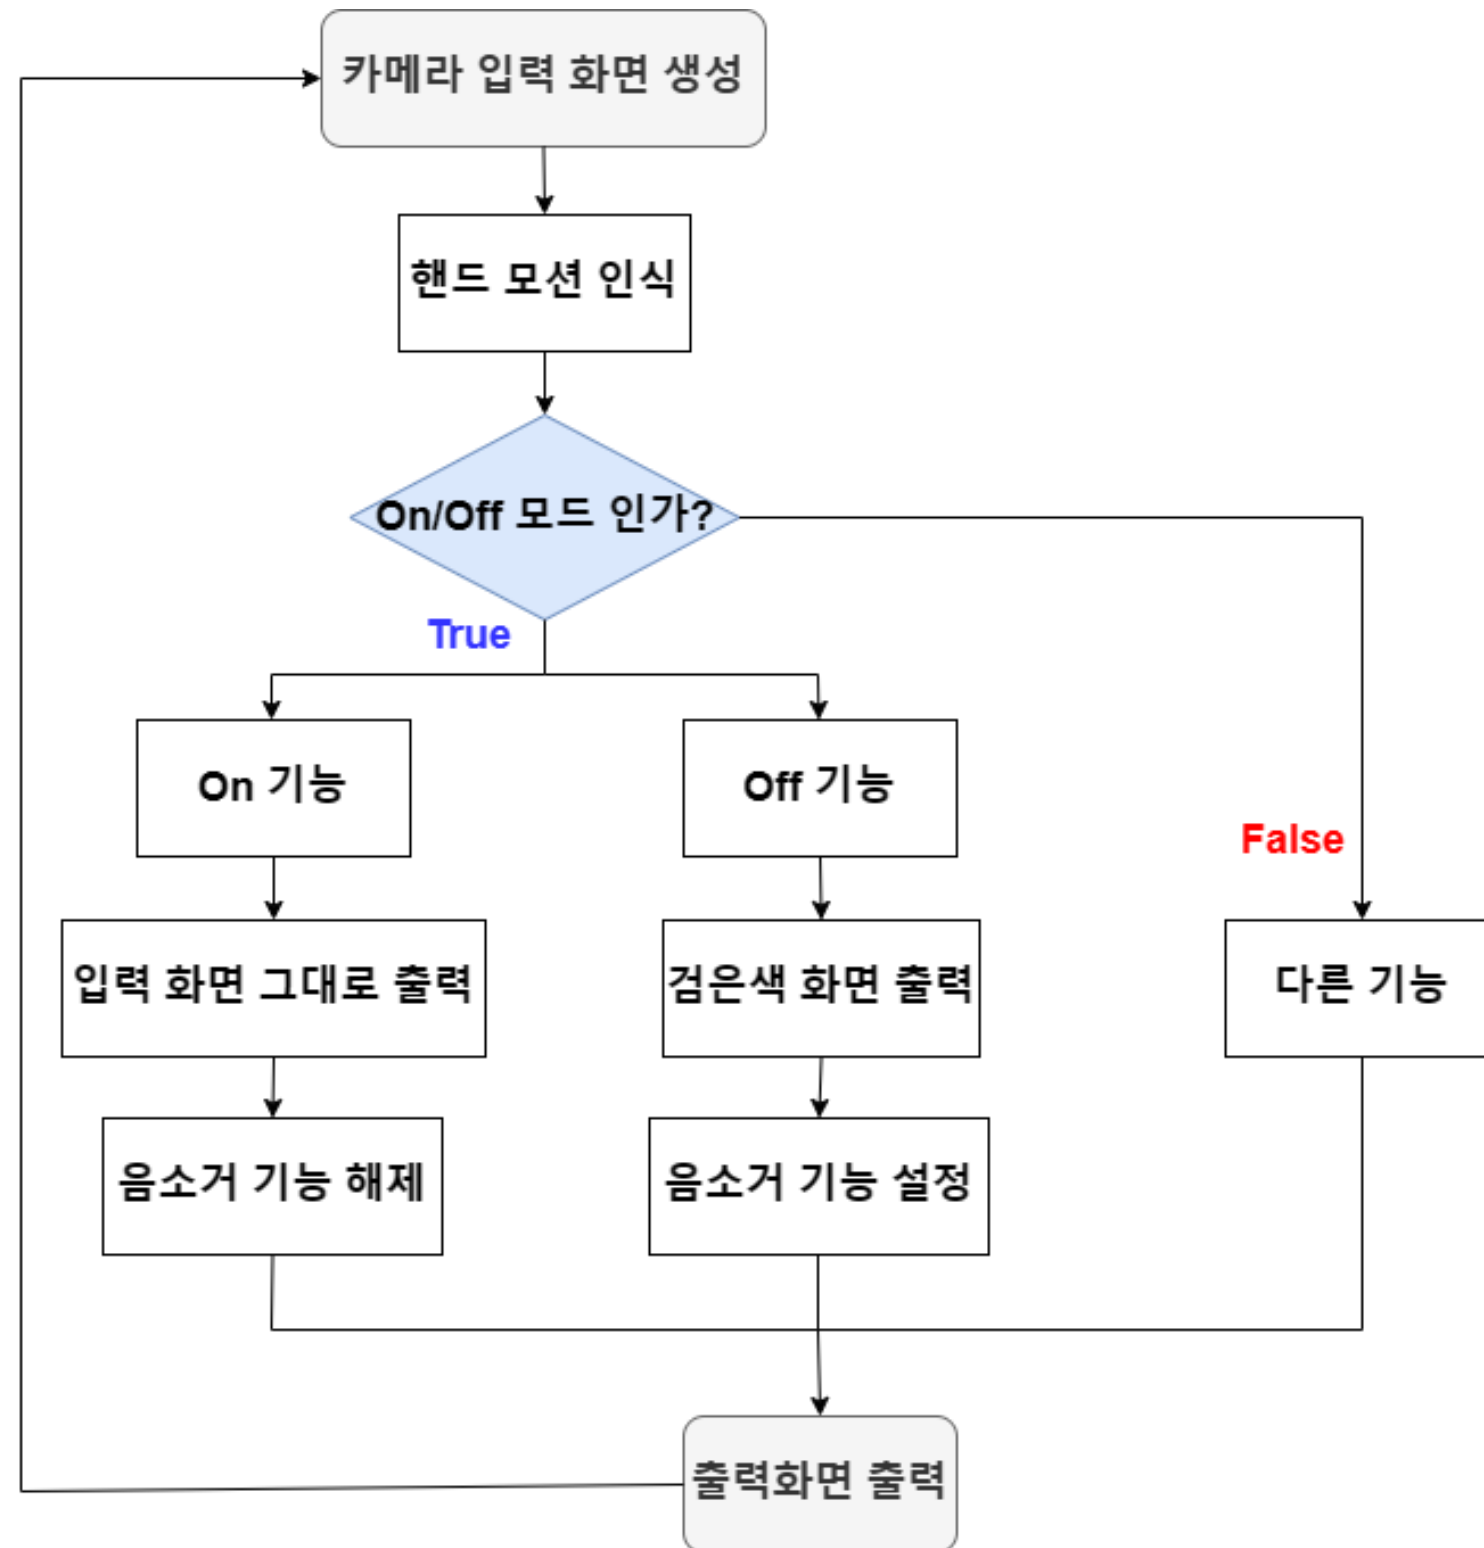 카메라 입력 화면 생성
핸드 모션 인식
On/Off 모드 인가?
True
On 기능
Off 기능
False
입력 화면 그대로 출력
검은색 화면 출력
다른 기능
음소거 기능 해제
음소거 기능 설정
출력화면 출력